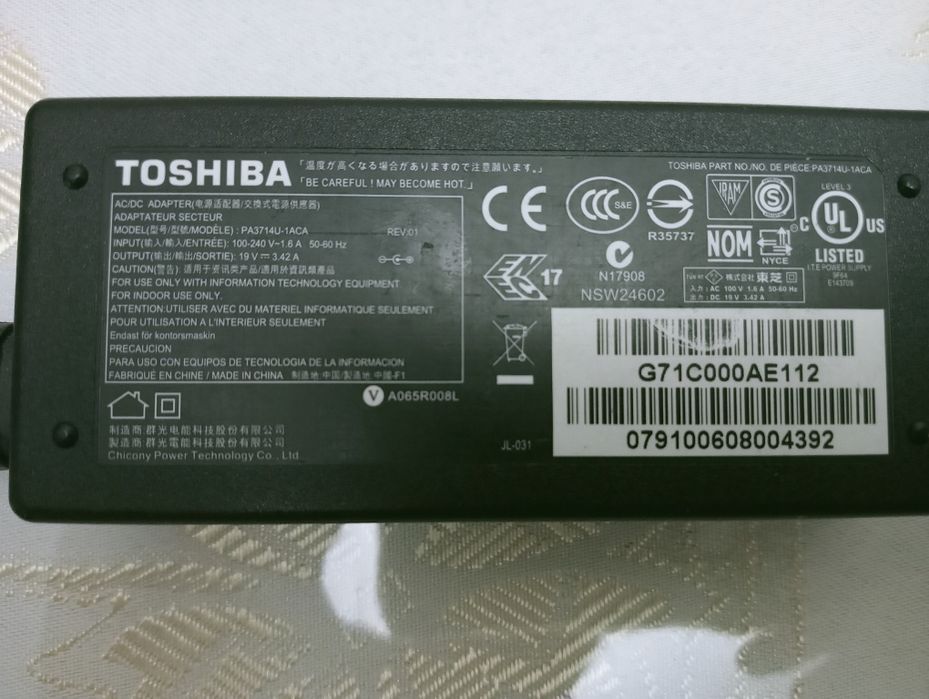 TOSHIBA
「温度が高くなる場合がありますので注意願います。」
「BE CAREFUL ! MAY BECOME HOT.」
TOSHIBA PART NO./NO. DE PIÈCE:PA3714U-1ACA
AC/DC ADAPTER(电源适配器/交換式電源供應器)
ADAPTATEUR SECTEUR
MODEL(型号/型號/MODÈLE) : PA3714U-1ACA
REV:01
INPUT(输入/輸入/ENTRÉE): 100-240 V~1.6 A 50-60 Hz
OUTPUT(输出/輸出/SORTIE): 19 V⎓ 3.42 A
CAUTION(警告): 适用于资讯类产品/適用於資訊類產品
FOR USE ONLY WITH INFORMATION TECHNOLOGY EQUIPMENT
FOR INDOOR USE ONLY.
ATTENTION:UTILISER AVEC DU MATERIEL INFORMATIQUE SEULEMENT
POUR UTILISATION A L'INTERIEUR SEULEMENT
Endast för kontorsmaskin
PRECAUCION
PARA USO CON EQUIPOS DE TECNOLOGIA DE LA INFORMACION
FABRIQUÉ EN CHINE / MADE IN CHINA 制造地:中国/製造地:中國-F1
V A065R008L
制造商:群光电能科技股份有限公司
製造商:群光電能科技股份有限公司
Chicony Power Technology Co., Ltd.
CE
CCC S&E
R35737
IRAM
S
LEVEL 3
C UL US
LISTED
I.T.E.POWER SUPPLY
9F64
E143709
NOM
NYCE
N17908
NSW24602
17
株式会社 東芝
入力 : AC 100 V 1.6 A 50-60 Hz
出力 : DC 19 V 3.42 A
G71C000AE112
079100608004392
JL-031